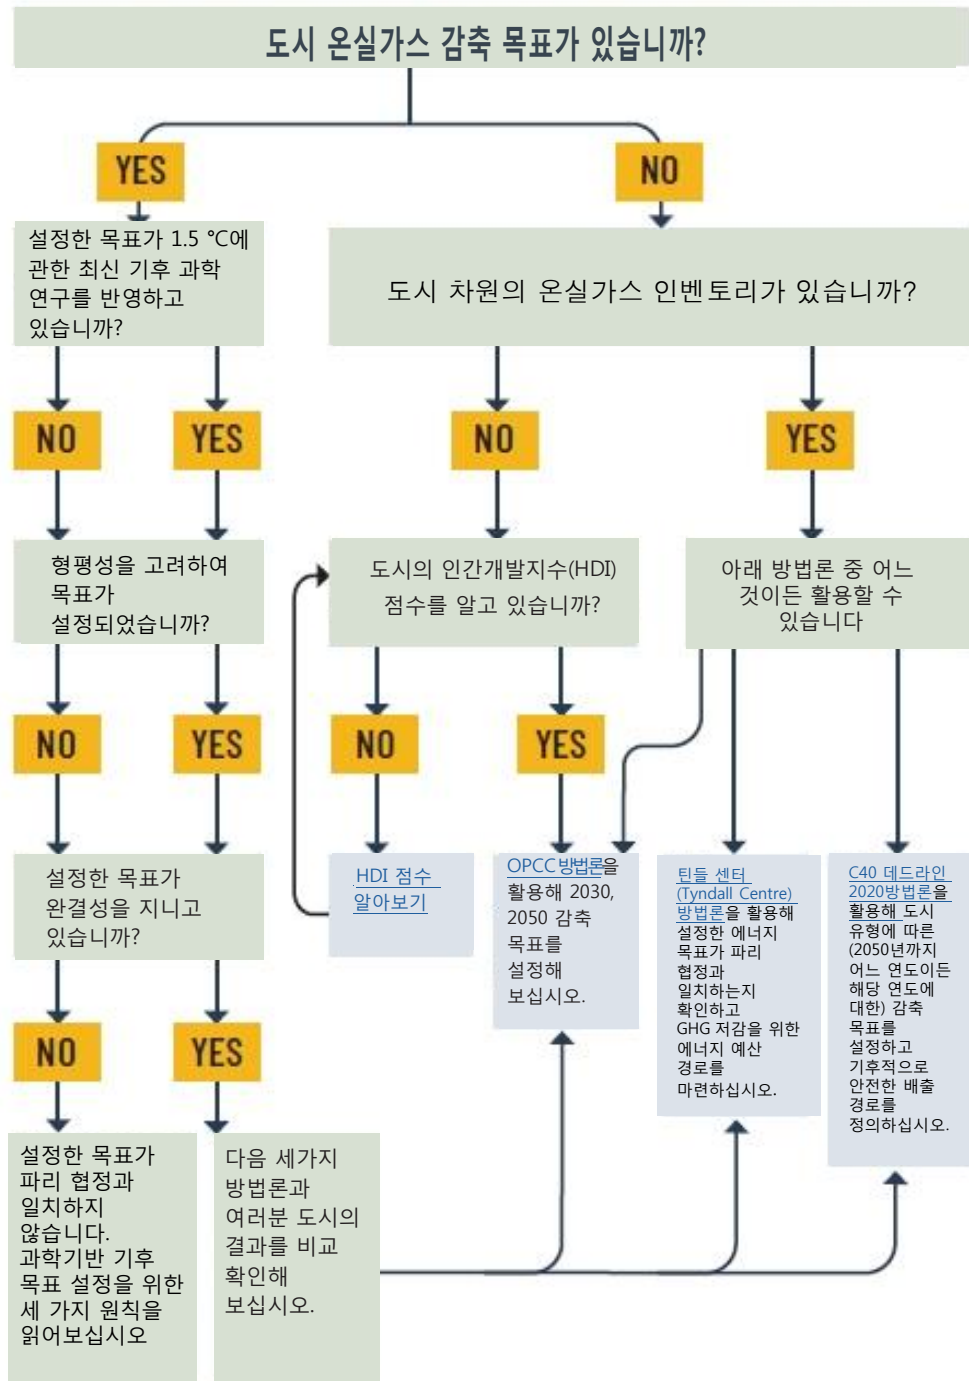 도시 온실가스 감축 목표가 있습니까?
YES
NO
설정한 목표가 1.5 °C에
관한 최신 기후 과학
연구를 반영하고
있습니까?
도시 차원의 온실가스 인벤토리가 있습니까?
NO
YES
NO
YES
형평성을 고려하여
목표가
설정되었습니까?
도시의 인간개발지수(HDI)
점수를 알고 있습니까?
아래 방법론 중 어느
것이든 활용할 수
있습니다
NO
YES
NO
YES
설정한 목표가
완결성을 지니고
있습니까?
HDI 점수
알아보기
OPCC방법론을
활용해 2030,
2050 감축
목표를
설정해
보십시오.
틴들 센터
(Tyndall Centre)
방법론을 활용해
설정한 에너지
목표가 파리
협정과
일치하는지
확인하고
GHG 저감을 위한
에너지 예산
경로를
마련하십시오.
C40 데드라인
2020방법론을
활용해 도시
유형에 따른
(2050년까지
어느 연도이든
해당 연도에
대한) 감축
목표를
설정하고
기후적으로
안전한 배출
경로를
정의하십시오.
NO
YES
설정한 목표가
파리 협정과
일치하지
않습니다.
과학기반 기후
목표 설정을 위한
세 가지 원칙을
읽어보십시오
다음 세가지
방법론과
여러분 도시의
결과를 비교
확인해
보십시오.